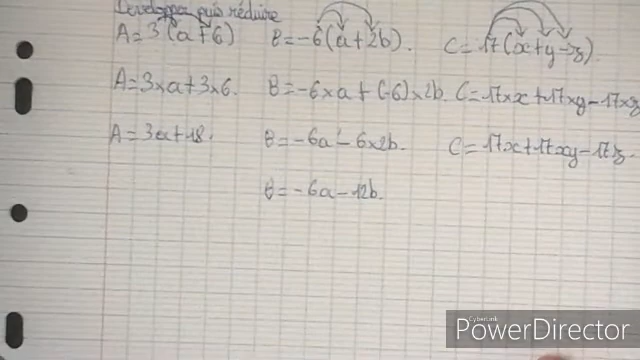 Développer puis réduire
A = 3(a+6) B = -6(a+2b). C = 17(x+y-z).
A = 3×a+3×6. B = -6×a+(-6)×2b. C = 17×x+17×y-17×z
A = 3a+18. B = -6a-6×2b. C = 17x+17xy-17z.
B = -6a-12b.
CyberLink
PowerDirector